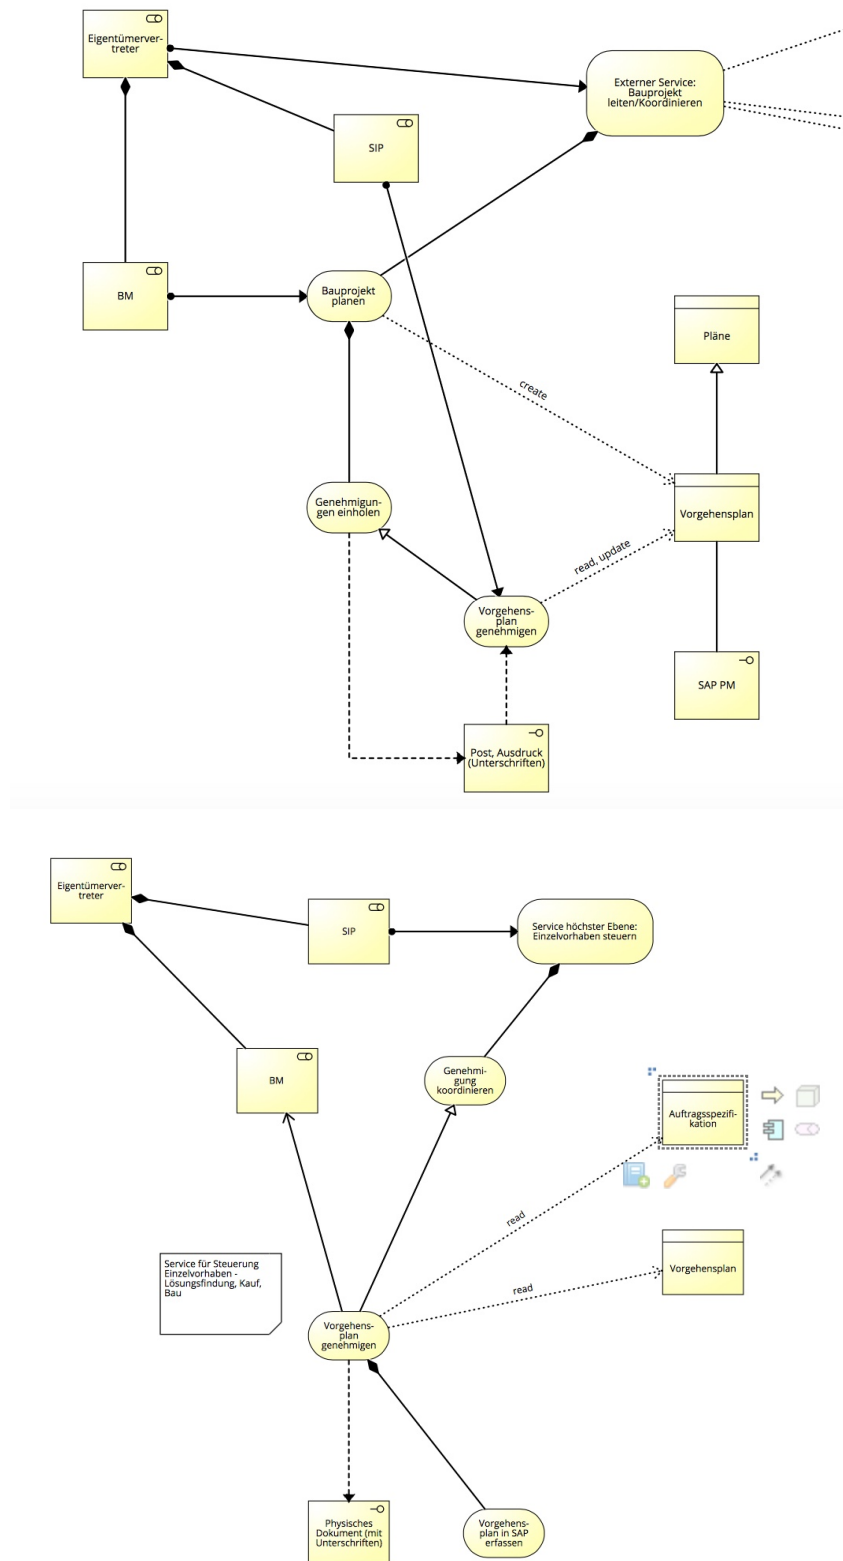 Eigentümerver-
treter
Externer Service:
Bauprojekt
leiten/Koordinieren
SIP
BM
Bauprojekt
planen
Pläne
create
Genehmigun-
gen einholen
Vorgehensplan
read, update
Vorgehens-
plan
genehmigen
SAP PM
Post, Ausdruck
(Unterschriften)
Eigentümerver-
treter
SIP
Service höchster Ebene:
Einzelvorhaben steuern
BM
Genehmi-
gung
koordinieren
Auftragsspezifi-
kation
read
Service für Steuerung
Einzelvorhaben -
Lösungsfindung, Kauf,
Bau
Vorgehensplan
read
Vorgehens-
plan
genehmigen
Physisches
Dokument (mit
Unterschriften)
Vorgehens-
plan in SAP
erfassen